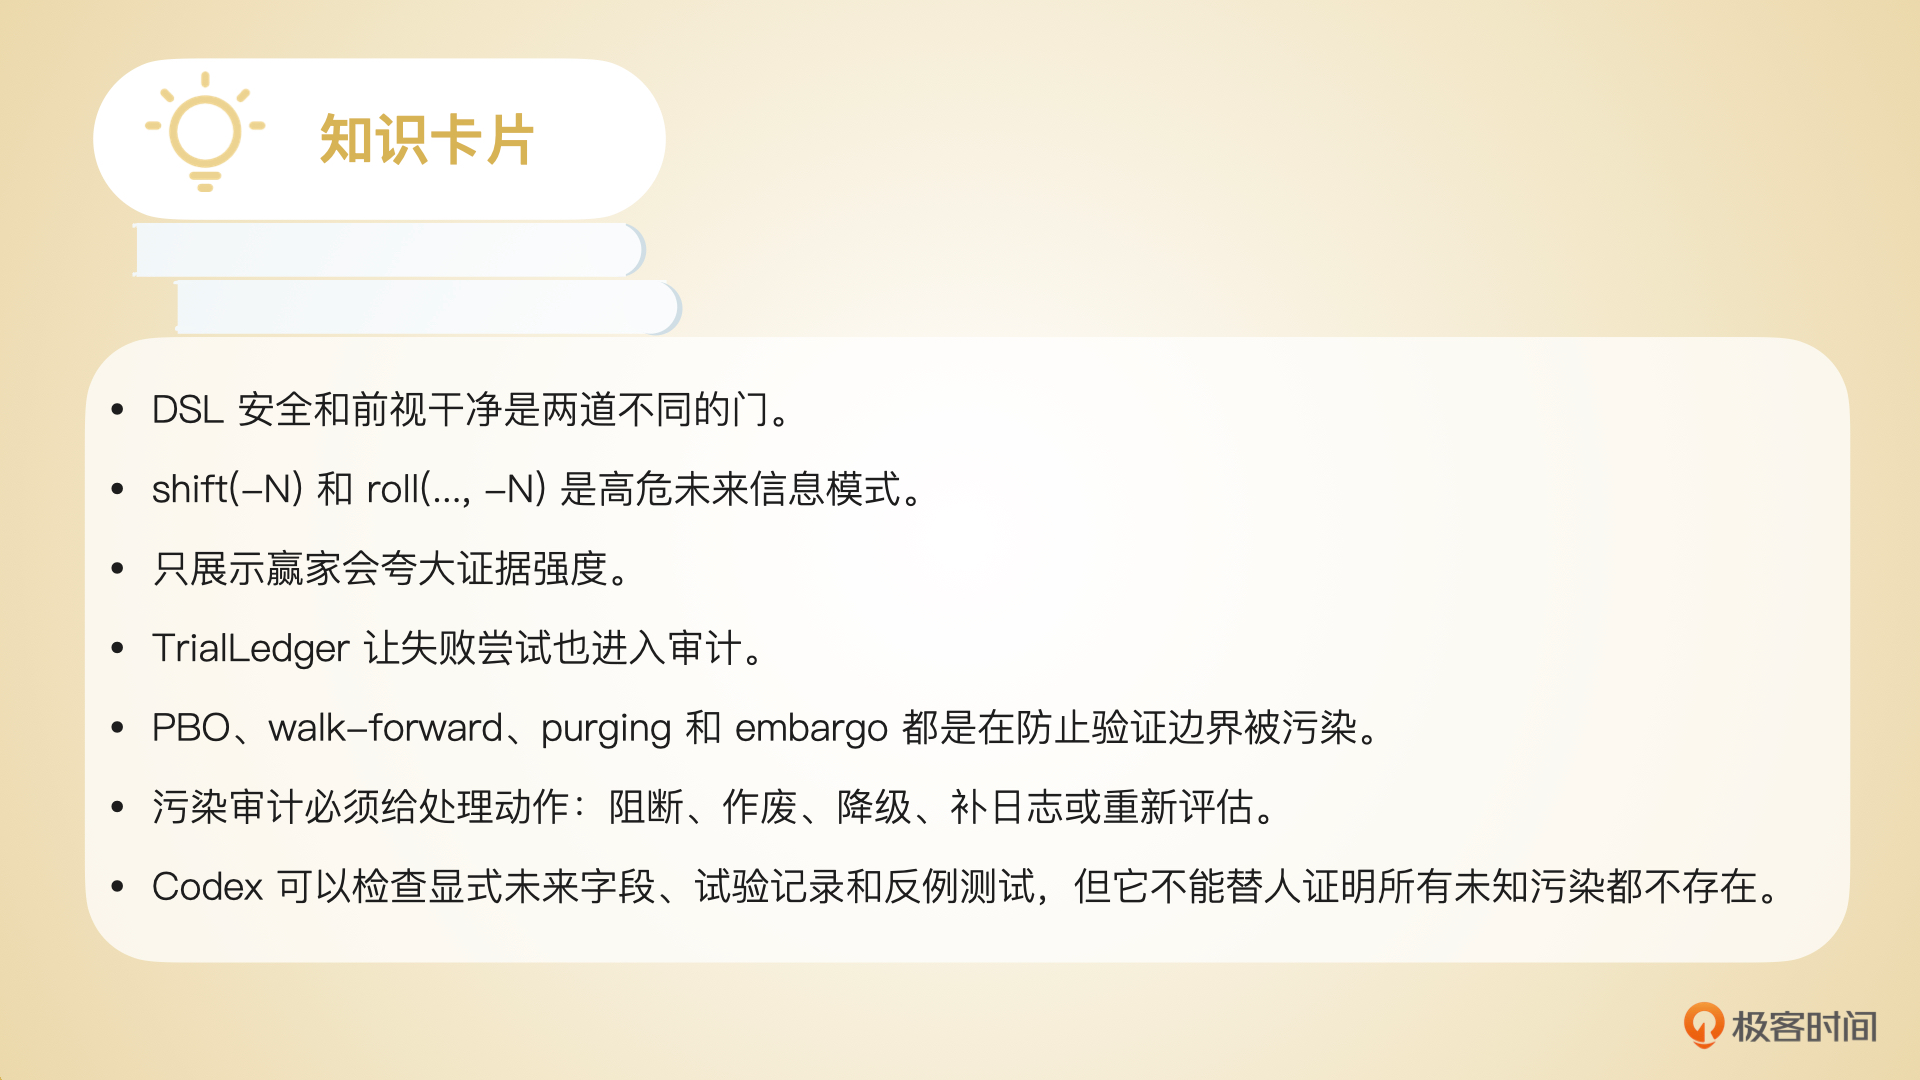 知识卡片
• DSL 安全和前视干净是两道不同的门。
• shift(-N) 和 roll(..., -N) 是高危未来信息模式。
• 只展示赢家会夸大证据强度。
• TrialLedger 让失败尝试也进入审计。
• PBO、walk-forward、purging 和 embargo 都是在防止验证边界被污染。
• 污染审计必须给处理动作：阻断、作废、降级、补日志或重新评估。
• Codex 可以检查显式未来字段、试验记录和反例测试，但它不能替人证明所有未知污染都不存在。
极客时间